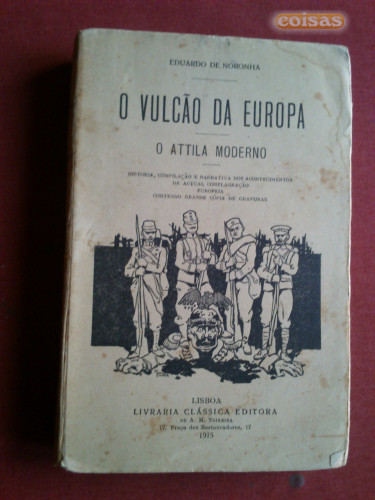 coisas
EDUARDO DE NORONHA
O VULCÃO DA EUROPA
O ATTILA MODERNO
HISTORIA, COMPILAÇÃO E NARRATIVA DOS ACONTECIMENTOS
DA ACTUAL CONFLAGRAÇÃO
EUROPEIA
CONTENDO GRANDE CÓPIA DE GRAVURAS
LISBOA
LIVRARIA CLÁSSICA EDITORA
DE A. M. TEIXEIRA
17, Praça dos Restauradores, 17
1915